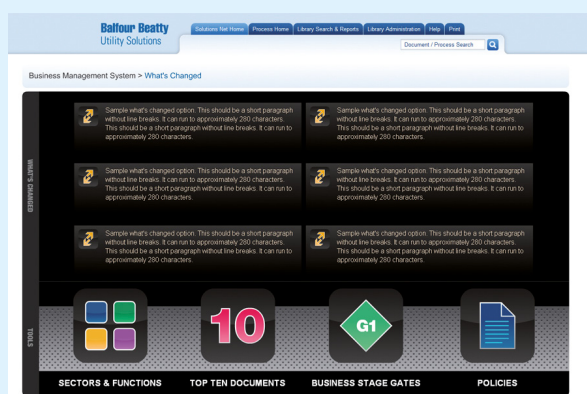 Balfour Beatty
Utility Solutions
Solutions Net Home
Process Home
Library Search & Reports
Library Administration
Help
Print
Document / Process Search
Business Management System > What's Changed
WHAT'S CHANGED
Sample what's changed option. This should be a short paragraph
without line breaks. It can run to approximately 280 characters.
This should be a short paragraph without line breaks. It can run to
approximately 280 characters.
Sample what's changed option. This should be a short paragraph
without line breaks. It can run to approximately 280 characters.
This should be a short paragraph without line breaks. It can run to
approximately 280 characters.
Sample what's changed option. This should be a short paragraph
without line breaks. It can run to approximately 280 characters.
This should be a short paragraph without line breaks. It can run to
approximately 280 characters.
Sample what's changed option. This should be a short paragraph
without line breaks. It can run to approximately 280 characters.
This should be a short paragraph without line breaks. It can run to
approximately 280 characters.
Sample what's changed option. This should be a short paragraph
without line breaks. It can run to approximately 280 characters.
This should be a short paragraph without line breaks. It can run to
approximately 280 characters.
Sample what's changed option. This should be a short paragraph
without line breaks. It can run to approximately 280 characters.
This should be a short paragraph without line breaks. It can run to
approximately 280 characters.
TOOLS
10
G1
SECTORS & FUNCTIONS
TOP TEN DOCUMENTS
BUSINESS STAGE GATES
POLICIES